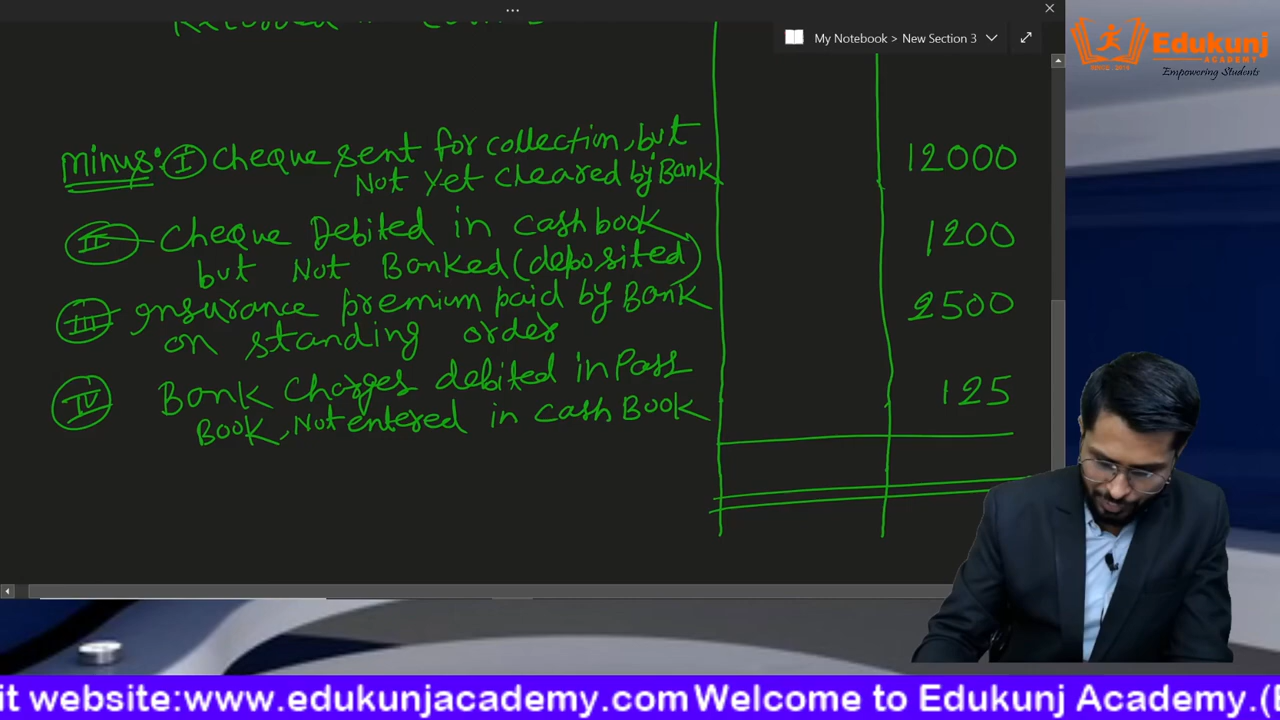 My Notebook > New Section 3
Edukunj
ACADEMY
Empowering Students
Minus: I Cheque sent for collection, but 12000
Not yet cleared by Bank
II Cheque Debited in cash book 1200
but Not Banked (deposited)
III Insurance premium paid by Bank 2500
on standing order
IV Bank Charges debited in Pass 125
Book, Not entered in cash Book
it website:www.edukunjacademy.com Welcome to Edukunj Academy.(E